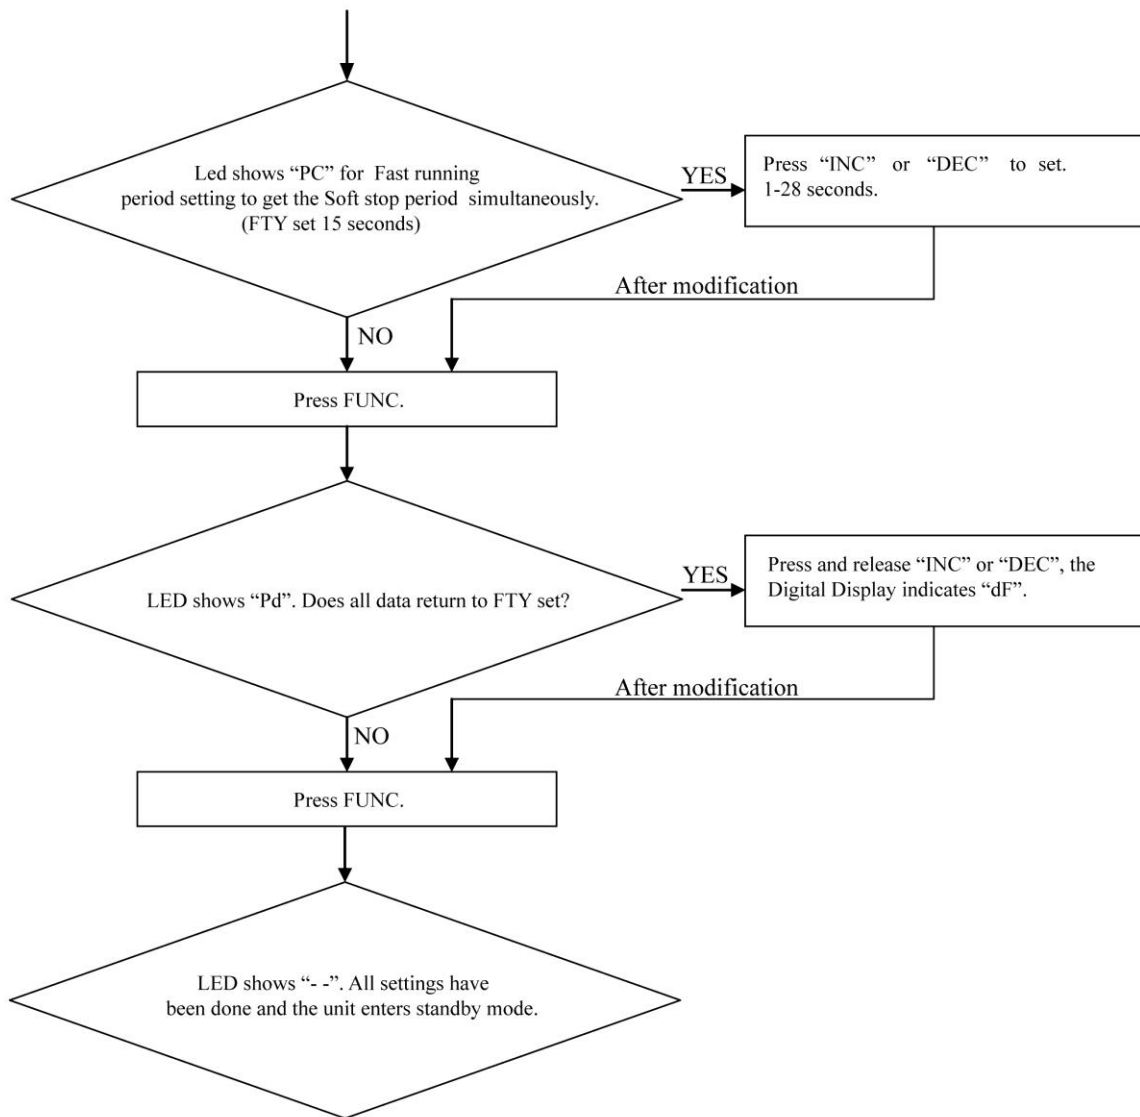 Led shows “PC” for Fast running
period setting to get the Soft stop period simultaneously.
(FTY set 15 seconds)
YES
Press “INC” or “DEC” to set.
1-28 seconds.
After modification
NO
Press FUNC.
LED shows “Pd”. Does all data return to FTY set?
YES
Press and release “INC” or “DEC”, the
Digital Display indicates “dF”.
After modification
NO
Press FUNC.
LED shows “- -”. All settings have
been done and the unit enters standby mode.